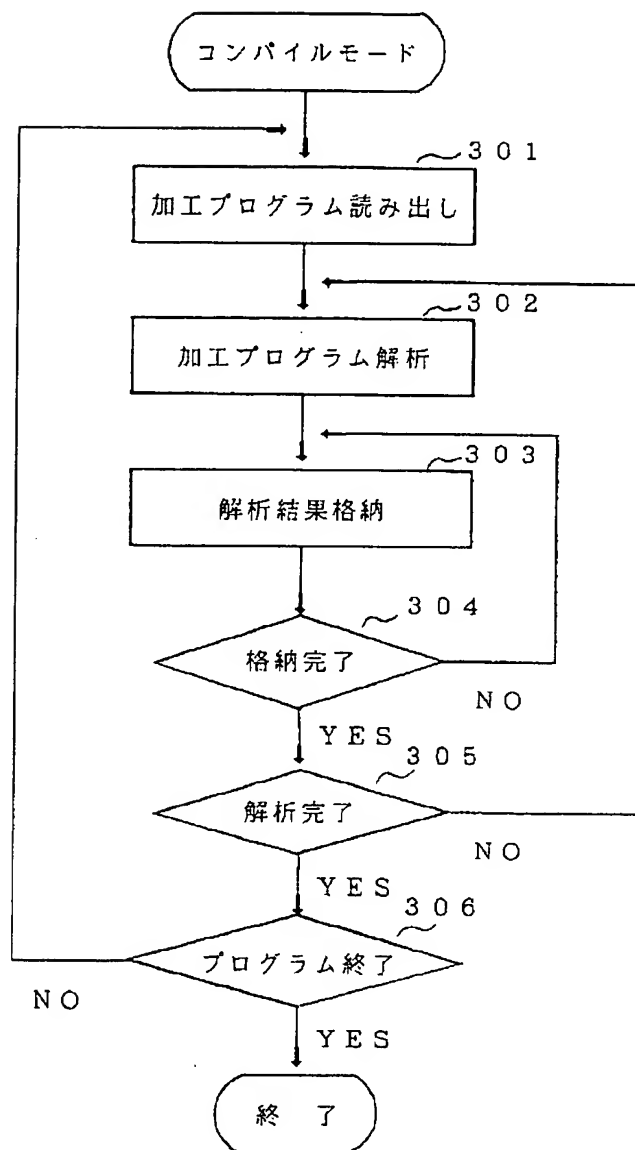 コンパイルモード
301
加工プログラム読み出し
302
加工プログラム解析
303
解析結果格納
304
格納完了
NO
YES
305
解析完了
NO
YES
306
プログラム終了
NO
YES
終 了